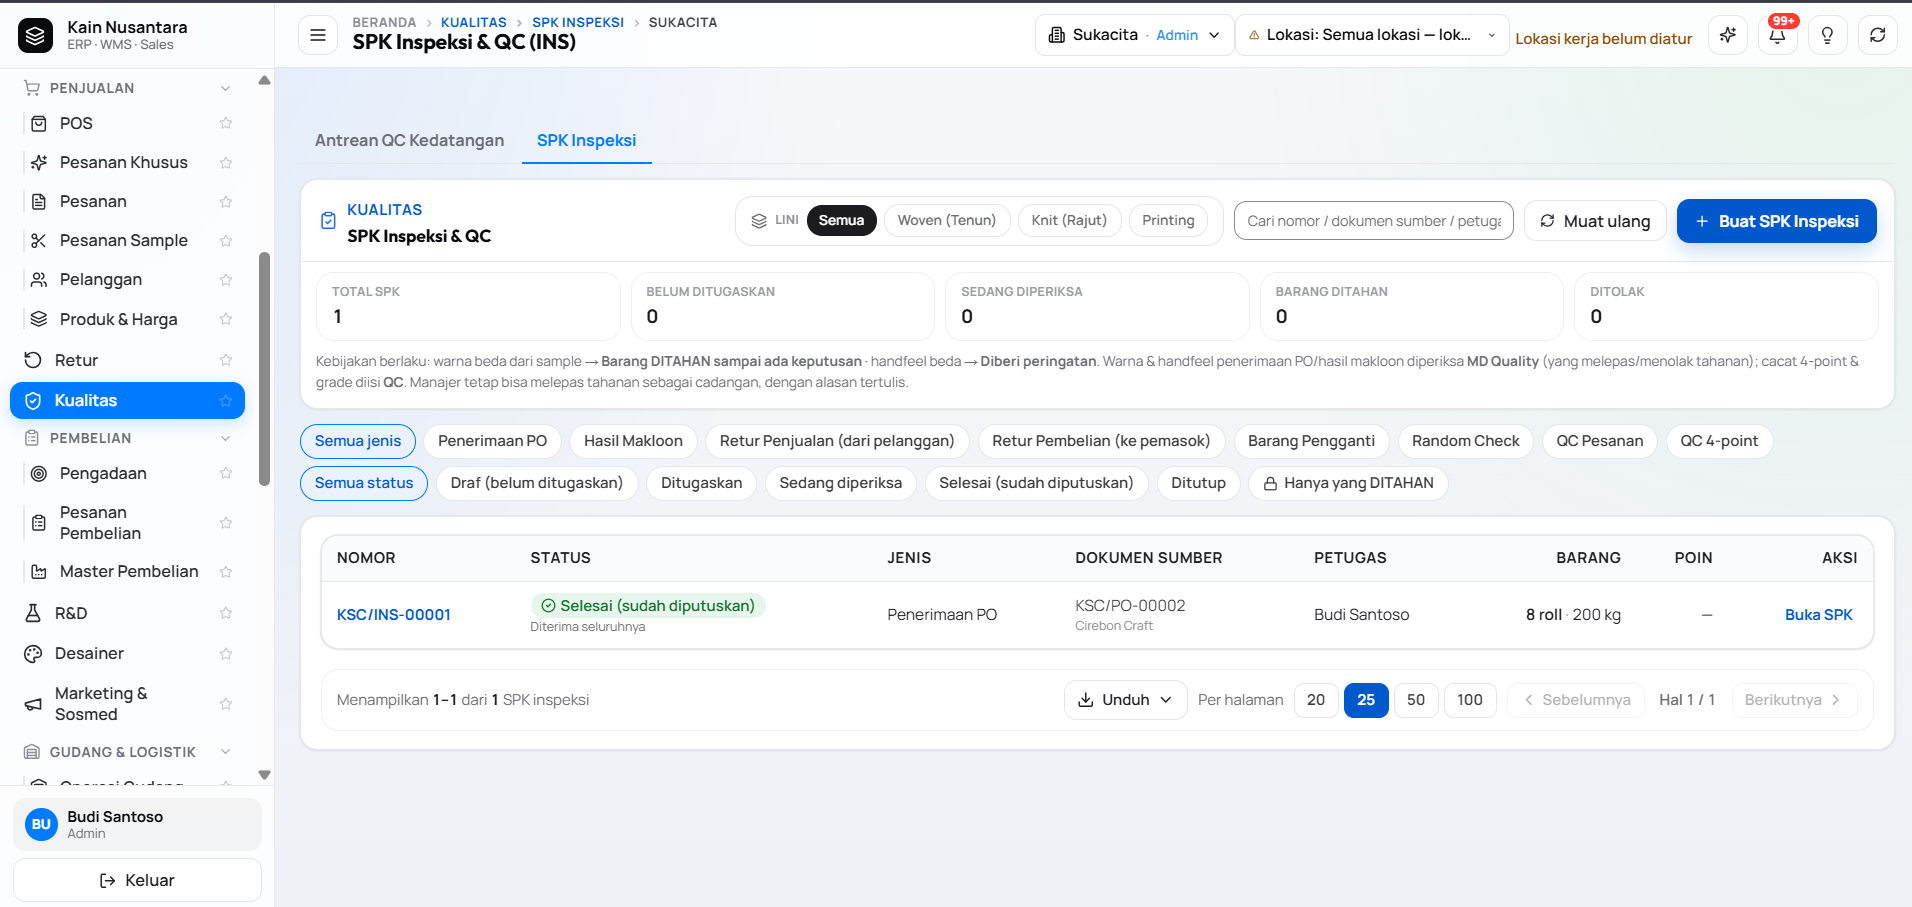 Kain Nusantara
ERP · WMS · Sales
PENJUALAN
POS
Pesanan Khusus
Pesanan
Pesanan Sample
Pelanggan
Produk & Harga
Retur
Kualitas
PEMBELIAN
Pengadaan
Pesanan
Pembelian
Master Pembelian
R&D
Desainer
Marketing &
Sosmed
GUDANG & LOGISTIK
Operasi Gudang
BU
Budi Santoso
Admin
Keluar
BERANDA > KUALITAS > SPK INSPEKSI > SUKACITA
SPK Inspeksi & QC (INS)
Sukacita · Admin
Lokasi: Semua lokasi — lok...
Lokasi kerja belum diatur
99+
Antrean QC Kedatangan
SPK Inspeksi
KUALITAS
SPK Inspeksi & QC
LINI Semua Woven (Tenun) Knit (Rajut) Printing
Cari nomor / dokumen sumber / petuga
Muat ulang
+ Buat SPK Inspeksi
TOTAL SPK
1
BELUM DITUGASKAN
0
SEDANG DIPERIKSA
0
BARANG DITAHAN
0
DITOLAK
0
Kebijakan berlaku: warna beda dari sample → Barang DITAHAN sampai ada keputusan · handfeel beda → Diberi peringatan. Warna & handfeel penerimaan PO/hasil makloon diperiksa MD Quality (yang melepas/menolak tahanan); cacat 4-point &
grade diisi QC. Manajer tetap bisa melepas tahanan sebagai cadangan, dengan alasan tertulis.
Semua jenis Penerimaan PO Hasil Makloon Retur Penjualan (dari pelanggan) Retur Pembelian (ke pemasok) Barang Pengganti Random Check QC Pesanan QC 4-point
Semua status Draf (belum ditugaskan) Ditugaskan Sedang diperiksa Selesai (sudah diputuskan) Ditutup Hanya yang DITAHAN
NOMOR STATUS JENIS DOKUMEN SUMBER PETUGAS BARANG POIN AKSI
KSC/INS-00001
Selesai (sudah diputuskan)
Diterima seluruhnya
Penerimaan PO
KSC/PO-00002
Cirebon Craft
Budi Santoso
8 roll · 200 kg
—
Buka SPK
Menampilkan 1–1 dari 1 SPK inspeksi
Unduh
Per halaman 20 25 50 100
Sebelumnya
Hal 1 / 1
Berikutnya